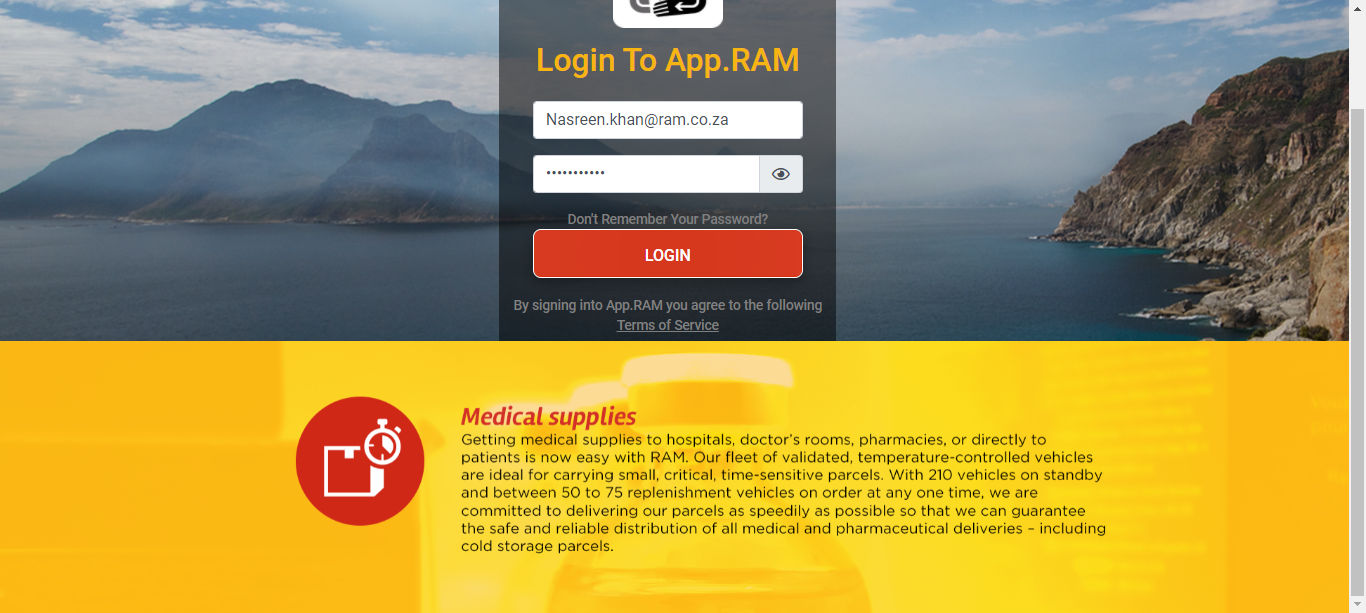 Login To App.RAM
Nasreen.khan@ram.co.za
•••••••••••
Don't Remember Your Password?
LOGIN
By signing into App.RAM you agree to the following
Terms of Service
Medical supplies
Getting medical supplies to hospitals, doctor's rooms, pharmacies, or directly to
patients is now easy with RAM. Our fleet of validated, temperature-controlled vehicles
are ideal for carrying small, critical, time-sensitive parcels. With 210 vehicles on standby
and between 50 to 75 replenishment vehicles on order at any one time, we are
committed to delivering our parcels as speedily as possible so that we can guarantee
the safe and reliable distribution of all medical and pharmaceutical deliveries – including
cold storage parcels.